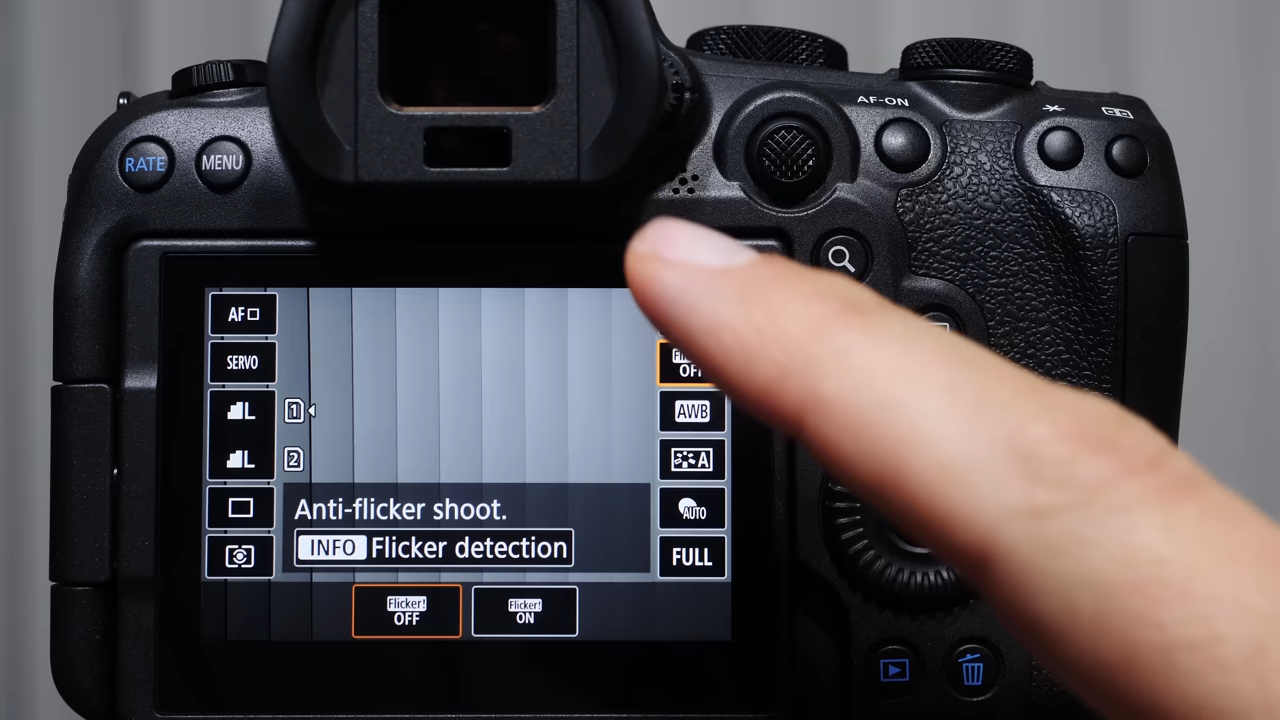 AF-ON
RATE
MENU
AF
SERVO
OFF
L
1
AWB
L
2
A
Anti-flicker shoot.
AUTO
INFO Flicker detection
FULL
Flicker!
OFF
Flicker!
ON